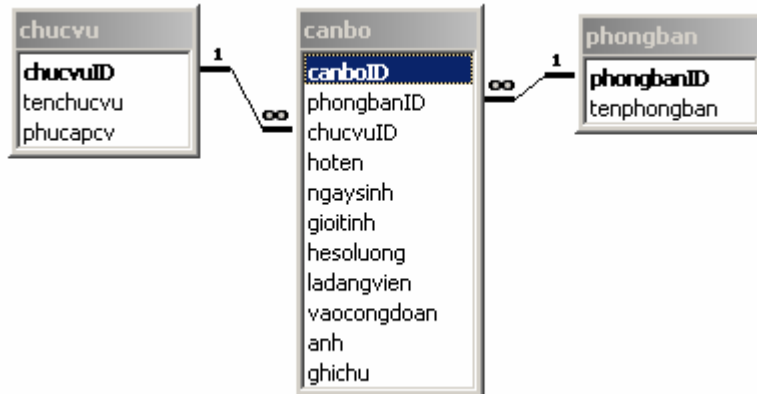 chucvu
chucvuID
tenchucvu
phucapcv
1
∞
canbo
canboID
phongbanID
chucvuID
hoten
ngaysinh
gioitinh
hesoluong
ladangvien
vaocongdoan
anh
ghichu
∞
1
phongban
phongbanID
tenphongban